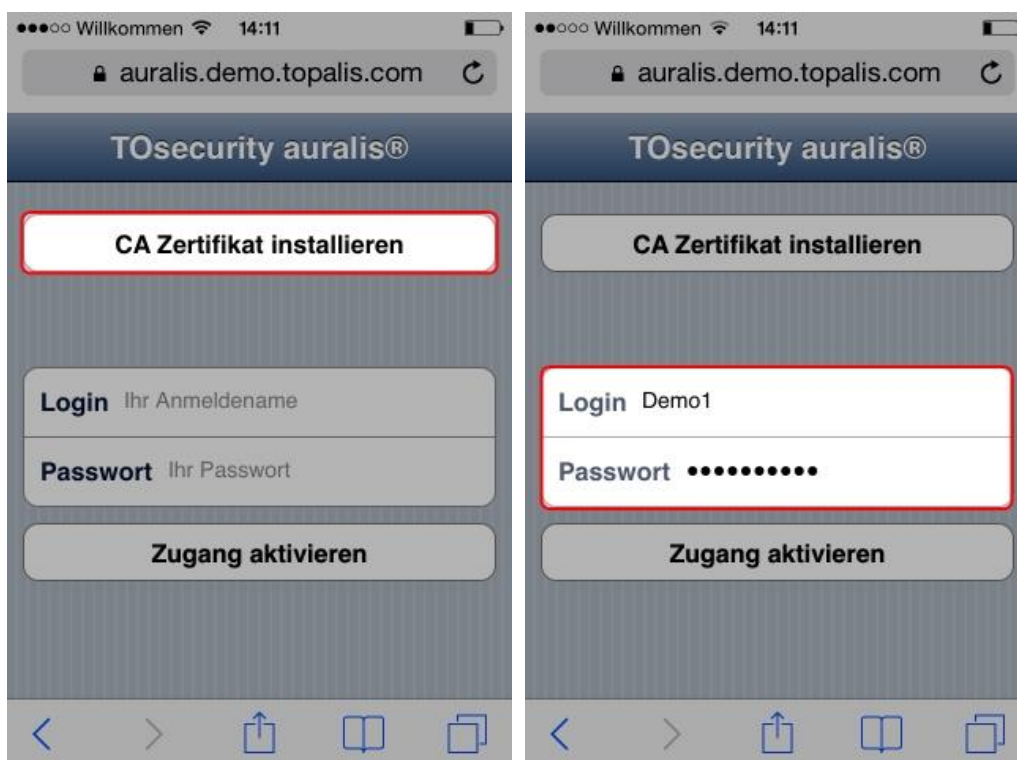 Willkommen 14:11
auralis.demo.topalis.com
TOsecurity auralis®
CA Zertifikat installieren
Login Ihr Anmeldename
Passwort Ihr Passwort
Zugang aktivieren
Willkommen 14:11
auralis.demo.topalis.com
TOsecurity auralis®
CA Zertifikat installieren
Login Demo1
Passwort ••••••••••
Zugang aktivieren